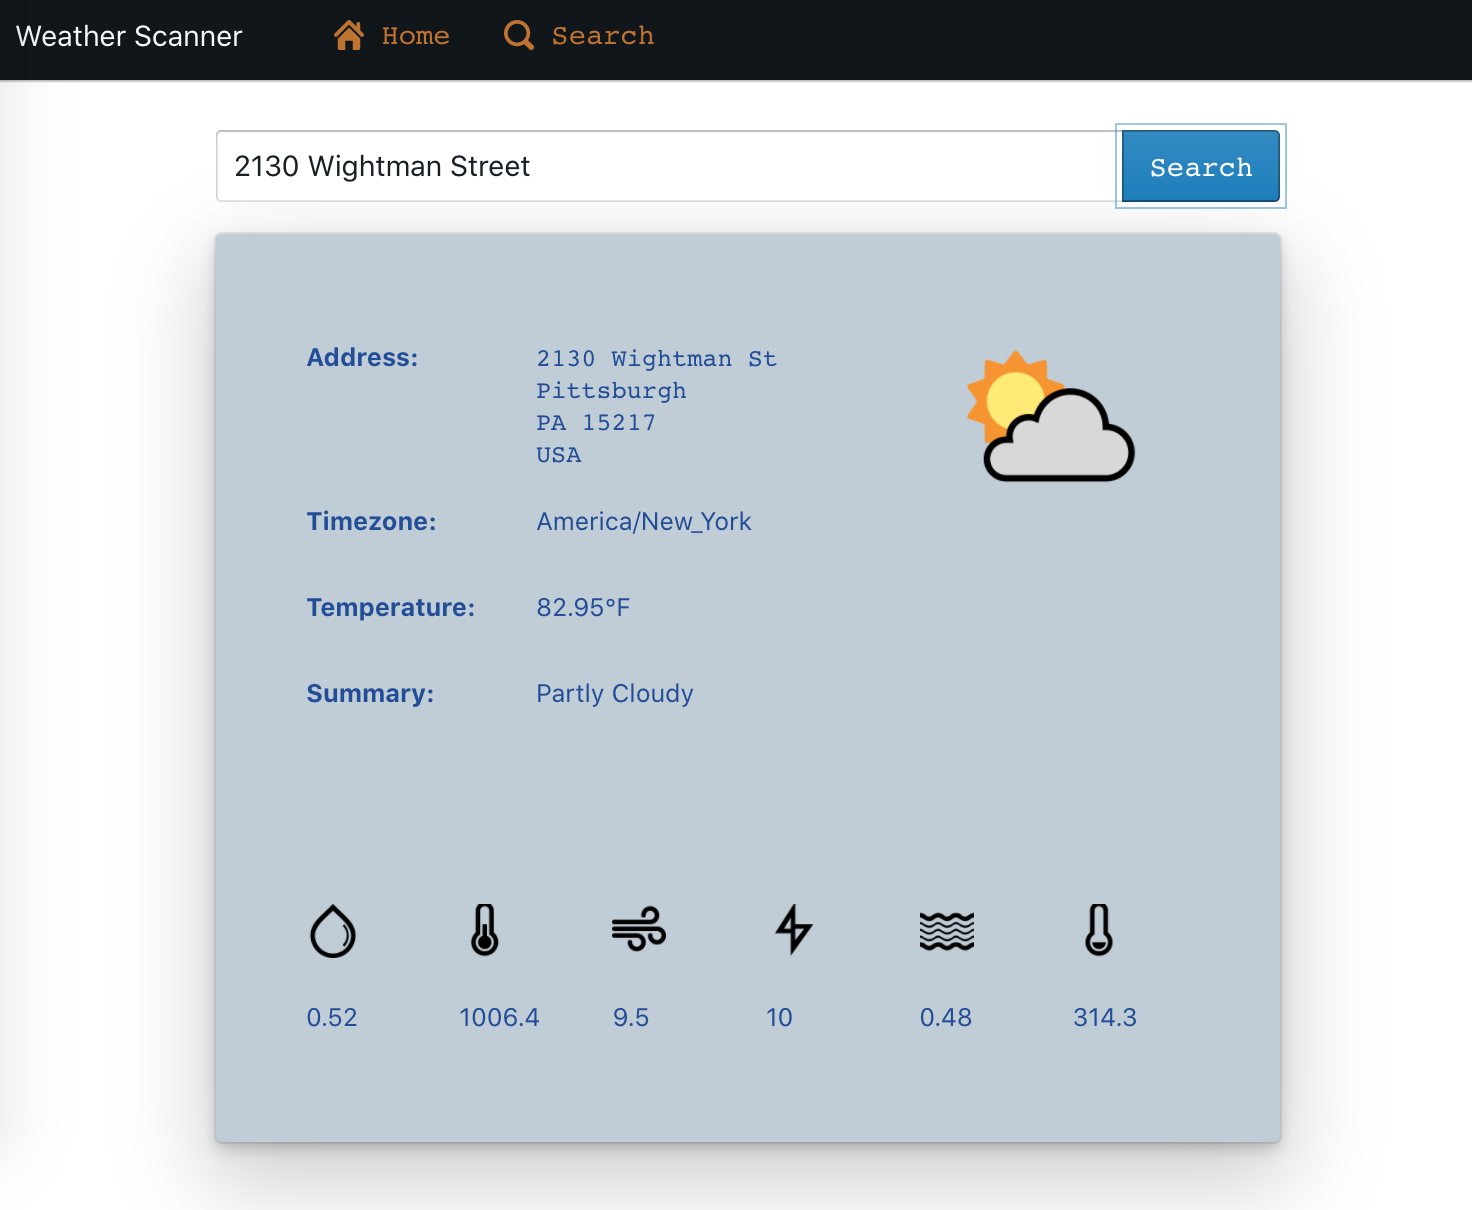 Weather Scanner Home Search
2130 Wightman Street Search
Address: 2130 Wightman St
Pittsburgh
PA 15217
USA
Timezone: America/New_York
Temperature: 82.95°F
Summary: Partly Cloudy
0.52 1006.4 9.5 10 0.48 314.3